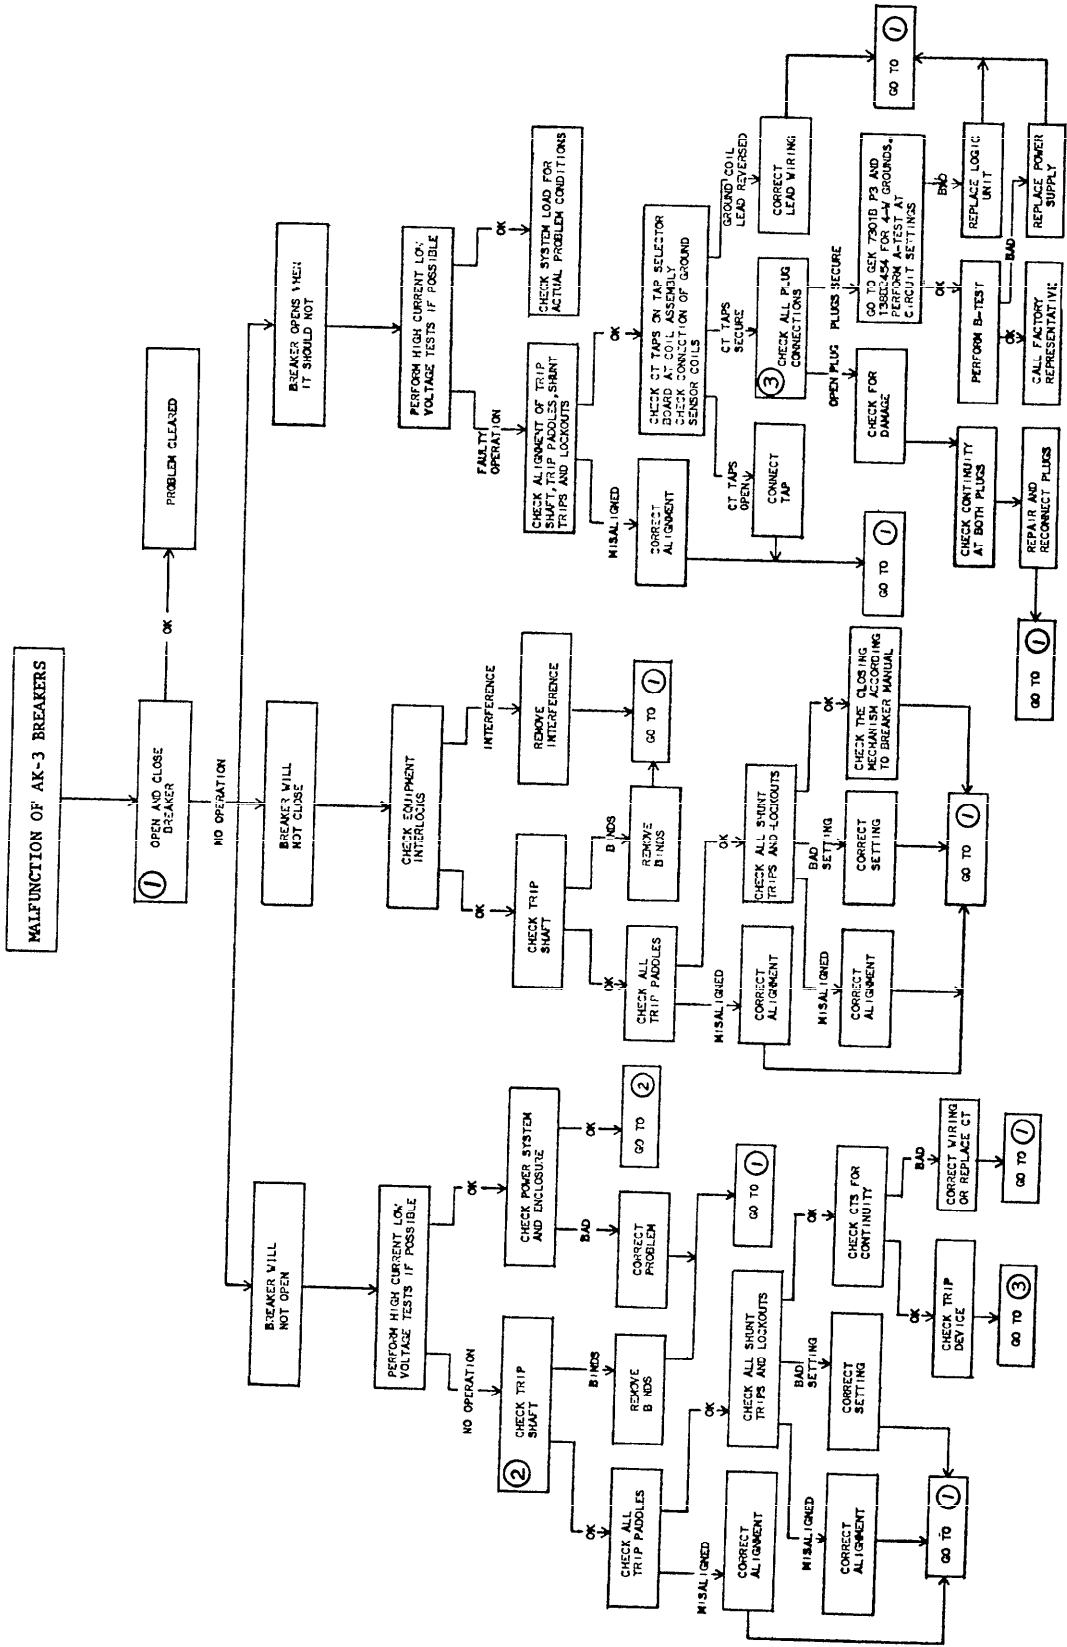 MALFUNCTION OF AK-3 BREAKERS
1
OPEN AND CLOSE
BREAKER
OK
PROBLEM CLEARED
NO OPERATION
BREAKER WILL
NOT OPEN
PERFORM HIGH CURRENT LOW
VOLTAGE TESTS IF POSSIBLE
NO OPERATION
OK
2
CHECK TRIP
SHAFT
CHECK POWER SYSTEM
AND ENCLOSURE
OK
BINDS
BAD
OK
CHECK ALL
TRIP PADDLES
REMOVE
BINDS
CORRECT
PROBLEM
GO TO 2
MISALIGNED
OK
CORRECT
ALIGNMENT
CHECK ALL SHUNT
TRIPS AND LOCKOUTS
GO TO 1
MISALIGNED
BAD
SETTING
OK
CORRECT
ALIGNMENT
CORRECT
SETTING
CHECK CTS FOR
CONTINUITY
OK
BAD
GO TO 1
CHECK TRIP
DEVICE
CORRECT WIRING
OR REPLACE CT
GO TO 3
GO TO 1
BREAKER WILL
NOT CLOSE
CHECK EQUIPMENT
INTERLOCKS
OK
INTERFERENCE
CHECK TRIP
SHAFT
REMOVE
INTERFERENCE
OK
BINDS
CHECK ALL
TRIP PADDLES
REMOVE
BINDS
GO TO 1
MISALIGNED
OK
CORRECT
ALIGNMENT
CHECK ALL SHUNT
TRIPS AND LOCKOUTS
MISALIGNED
BAD
SETTING
OK
CORRECT
ALIGNMENT
CORRECT
SETTING
CHECK THE CLOSING
MECHANISM ACCORDING
TO BREAKER MANUAL
GO TO 1
BREAKER OPENS WHEN
IT SHOULD NOT
PERFORM HIGH CURRENT LOW
VOLTAGE TESTS IF POSSIBLE
FAULTY
OPERATION
OK
CHECK ALIGNMENT OF TRIP
SHAFT, TRIP PADDLES, SHUNT
TRIPS AND LOCKOUTS
CHECK SYSTEM LOAD FOR
ACTUAL PROBLEM CONDITIONS
MISALIGNED
OK
CORRECT
ALIGNMENT
CHECK CT TAPS ON TAP SELECTOR
BOARD AT COIL ASSEMBLY
CHECK CONNECTION OF GROUND
SENSOR COILS
CT TAPS
OPEN
CT TAPS
SECURE
GROUND COIL
LEAD REVERSED
CONNECT
TAP
3
CHECK ALL PLUG
CONNECTIONS
CORRECT
LEAD WIRING
GO TO 1
OPEN PLUG
PLUGS SECURE
GO TO 1
CHECK FOR
DAMAGE
GO TO GEK 7301B P3 AND
FOR 4-W GROUNDS.
PERFORM A-TEST AT
CIRCUIT SETTINGS
OK
BAD
CHECK CONTINUITY
AT BOTH PLUGS
PERFORM B-TEST
REPLACE LOGIC
UNIT
OK
BAD
REPAIR AND
RECONNECT PLUGS
CALL FACTORY
REPRESENTATIVE
REPLACE POWER
SUPPLY
GO TO 1